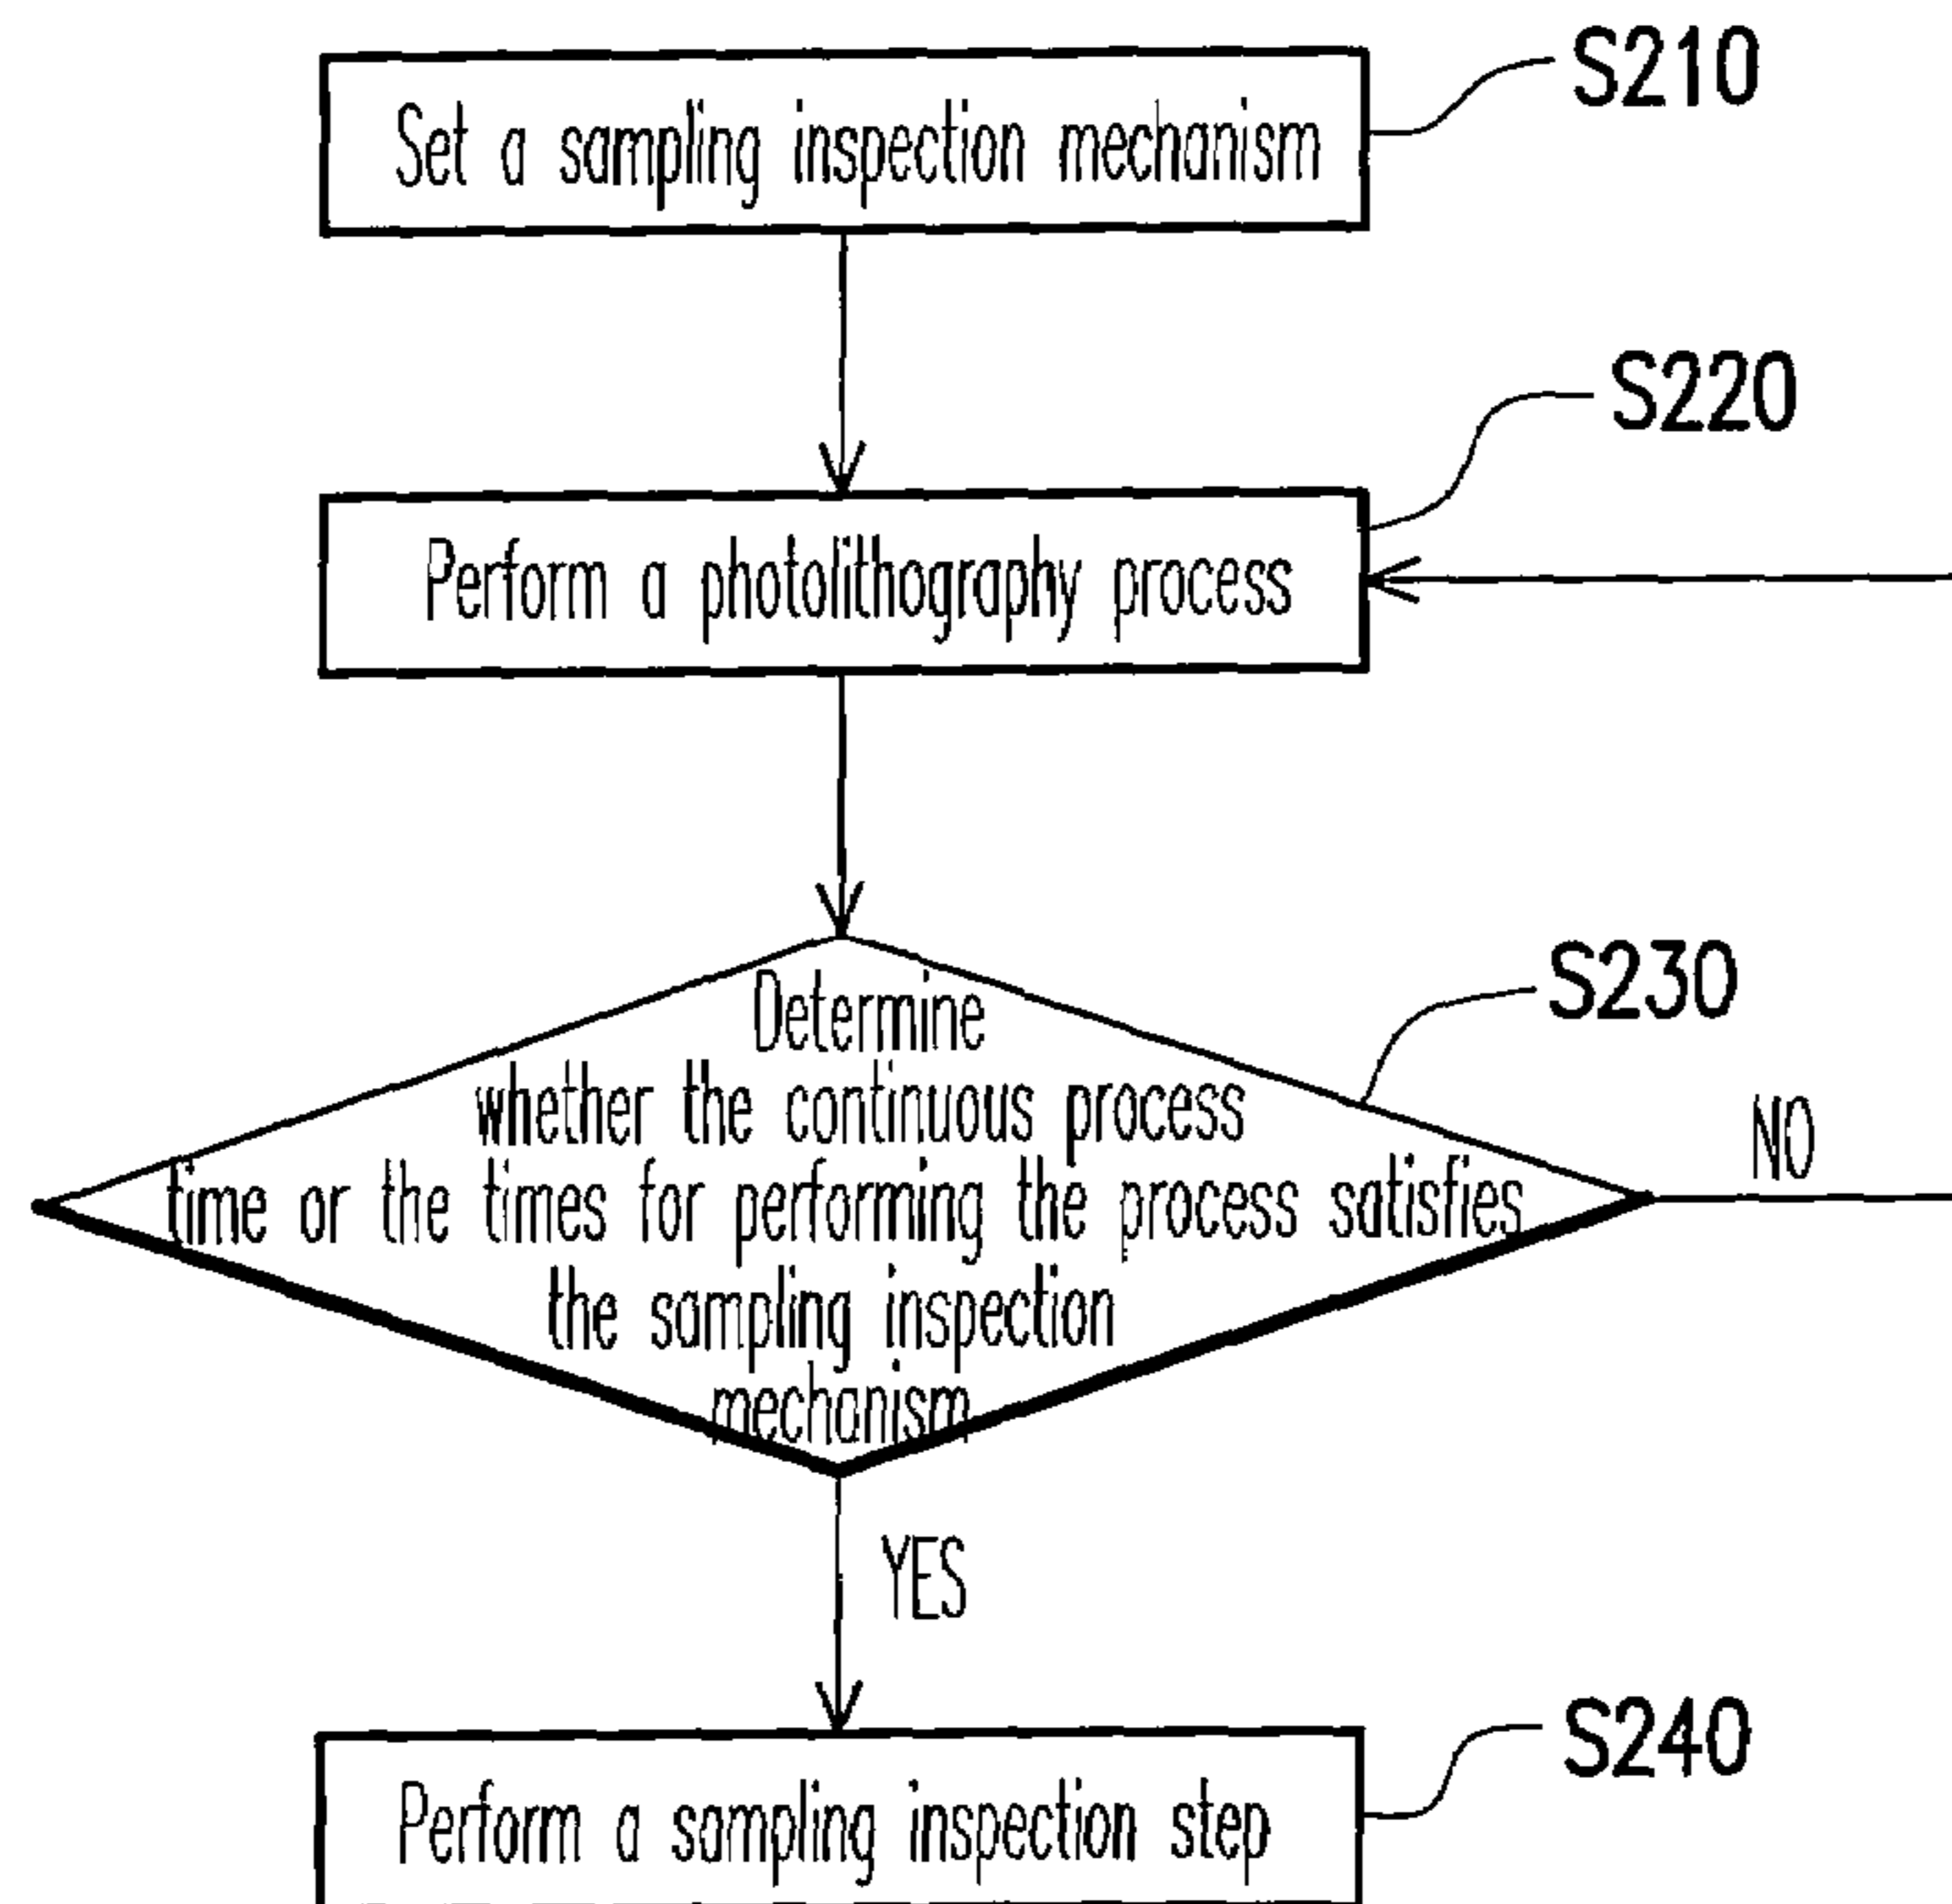 S210
Set a sampling inspection mechanism
S220
Perform a photolithography process
S230
Determine
whether the continuous process
time or the times for performing the process satisfies
the sampling inspection
mechanism
NO
YES
S240
Perform a sampling inspection step